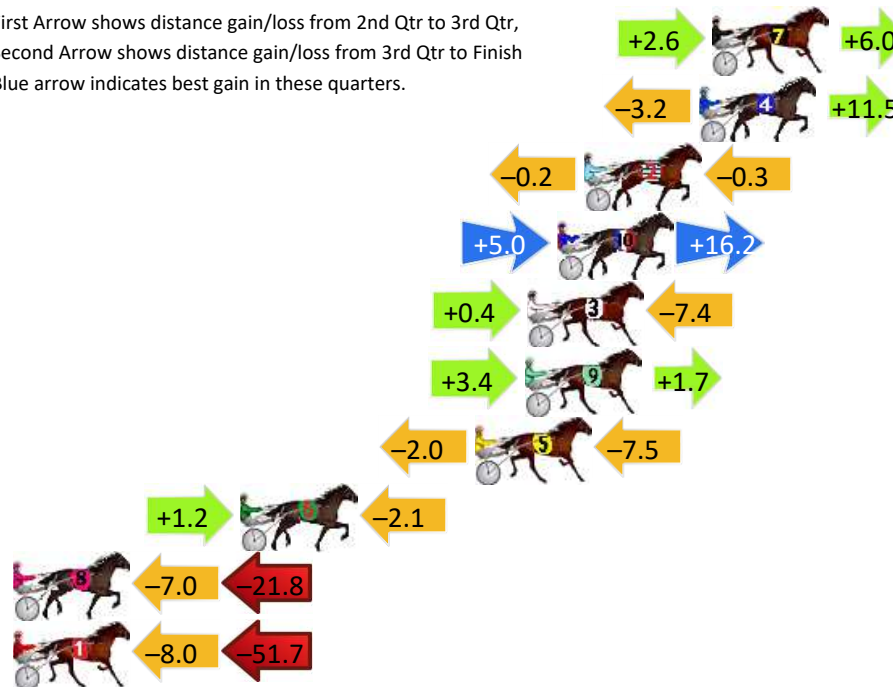 irst Arrow shows distance gain/loss from 2nd Qtr to 3rd Qtr,
econd Arrow shows distance gain/loss from 3rd Qtr to Finish
Blue arrow indicates best gain in these quarters.
+2.6 7 +6.0
–3.2 4 +11.5
–0.2 2 –0.3
+5.0 10 +16.2
+0.4 3 –7.4
+3.4 9 +1.7
–2.0 5 –7.5
+1.2 6 –2.1
8 –7.0 –21.8
1 –8.0 –51.7